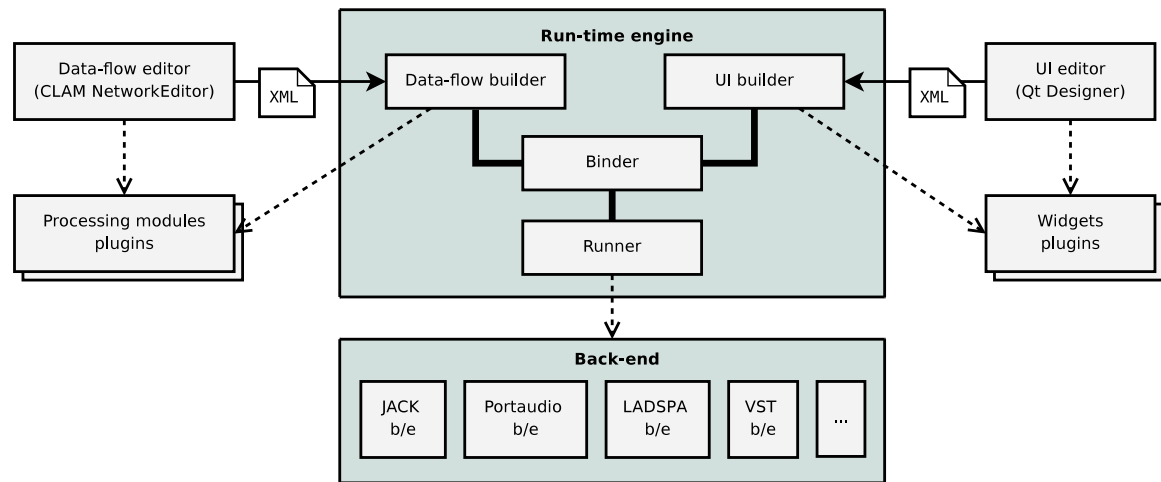 Run-time engine
Data-flow editor
(CLAM NetworkEditor)
XML
Data-flow builder
UI builder
XML
UI editor
(Qt Designer)
Binder
Processing modules
plugins
Runner
Widgets
plugins
Back-end
JACK
b/e
Portaudio
b/e
LADSPA
b/e
VST
b/e
...